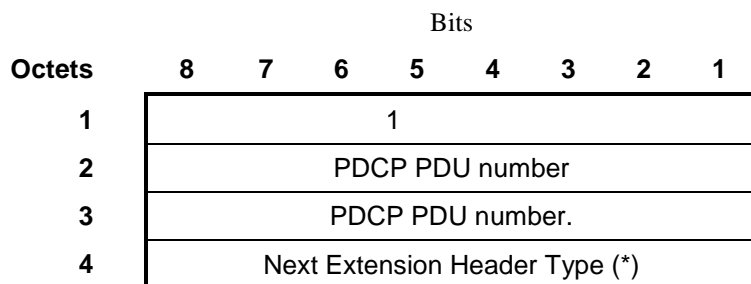 Bits
Octets 8 7 6 5 4 3 2 1
1 1
2 PDCP PDU number
3 PDCP PDU number.
4 Next Extension Header Type (*)